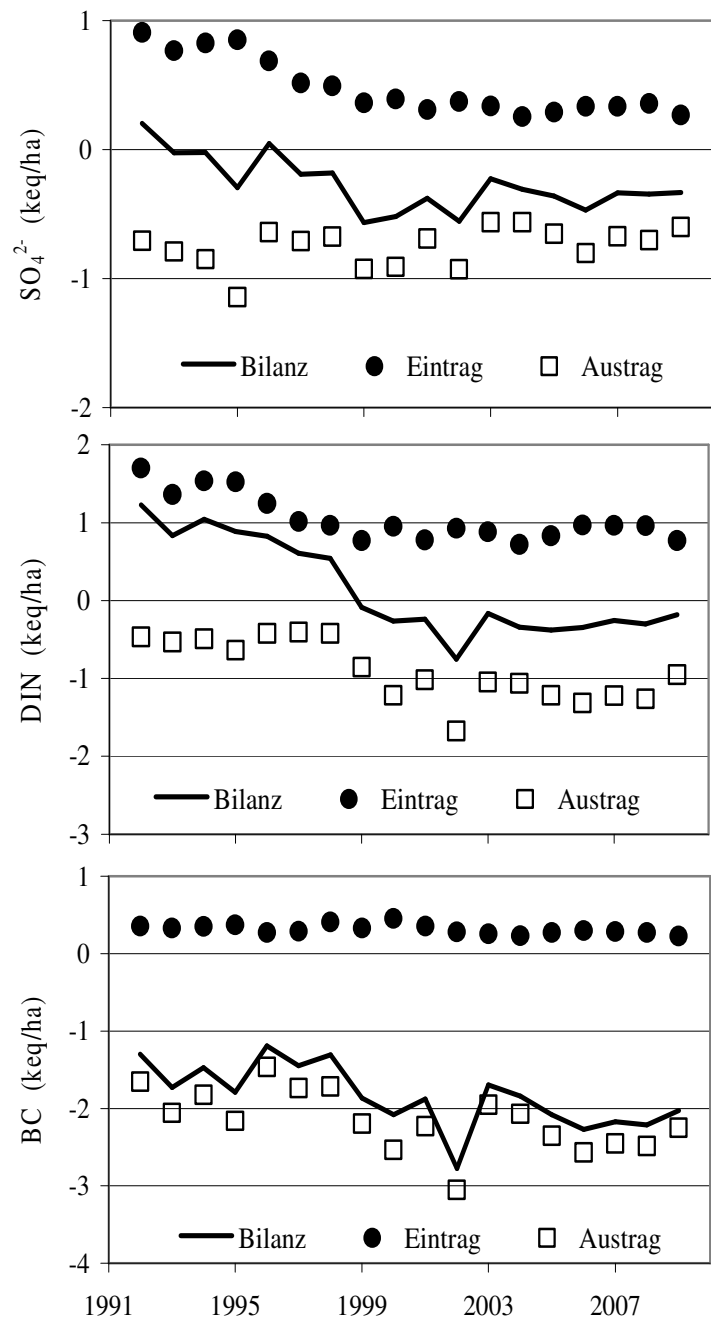 1
0
-1
-2
SO₄²⁻ (keq/ha)
Bilanz Eintrag Austrag
2
1
0
-1
-2
-3
DIN (keq/ha)
Bilanz Eintrag Austrag
1
0
-1
-2
-3
-4
BC (keq/ha)
Bilanz Eintrag Austrag
1991 1995 1999 2003 2007